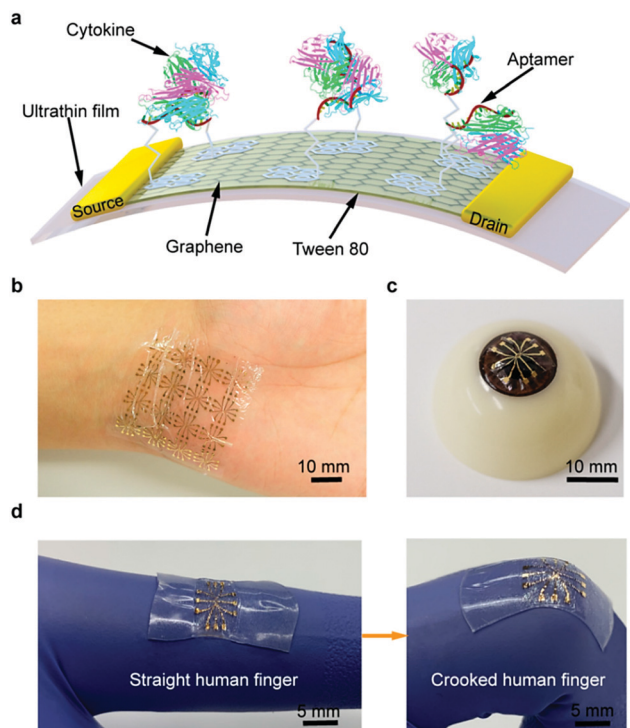 a
Cytokine
Aptamer
Ultrathin film
Source
Graphene
Tween 80
Drain
b
10 mm
c
10 mm
d
Straight human finger
5 mm
Crooked human finger
5 mm